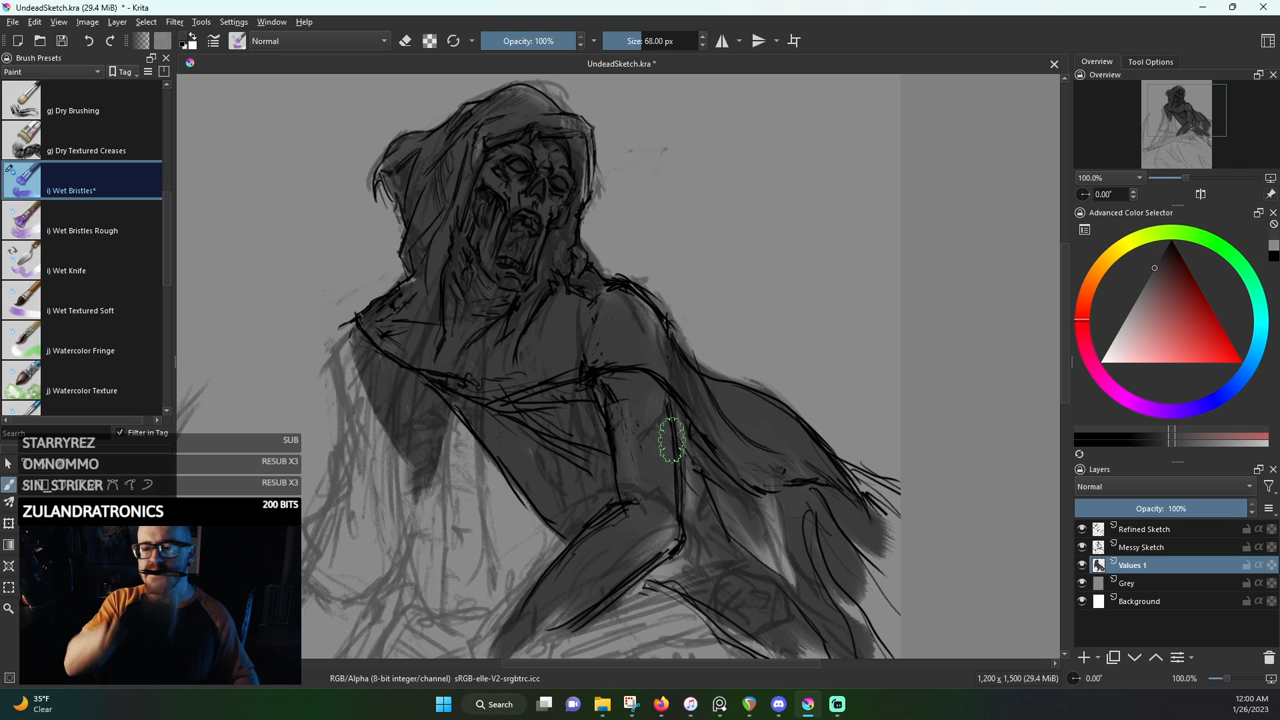 UndeadSketch.kra (29.4 MiB) * - Krita
File Edit View Image Layer Select Filter Tools Settings Window Help
Normal
Opacity: 100%
Size: 68.00 px
Brush Presets
Paint
Tag
UndeadSketch.kra *
Overview Tool Options
Overview
g) Dry Brushing
g) Dry Textured Creases
i) Wet Bristles*
i) Wet Bristles Rough
i) Wet Knife
i) Wet Textured Soft
j) Watercolor Fringe
j) Watercolor Texture
Search
Filter in Tag
100.0%
0.00°
Advanced Color Selector
Layers
Normal
Opacity: 100%
Refined Sketch
Messy Sketch
Values 1
Grey
Background
STARRYREZ SUB
OMNØMMO RESUB X3
SIN_STRIKER RESUB X3
ZULANDRATRONICS 200 BITS
RGB/Alpha (8-bit integer/channel) sRGB-elle-V2-srgbtrc.icc
1,200 x 1,500 (29.4 MiB)
0.00°
100.0%
35°F
Clear
Search
12:00 AM
1/26/2023